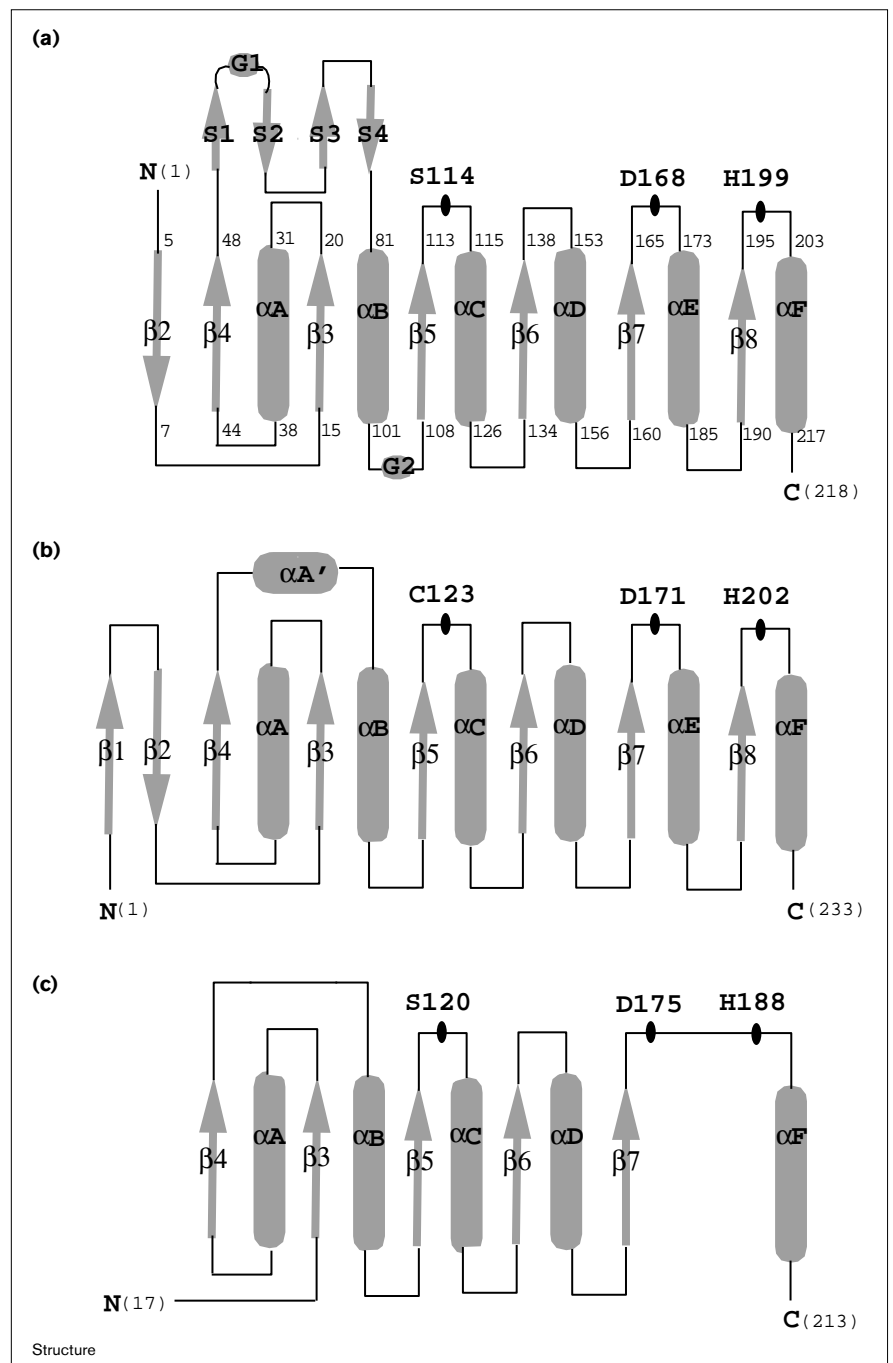 (a)
G1
S1 S2 S3 S4
N(1) S114 D168 H199
5 48 31 20 81 113 115 138 153 165 173 195 203
β2 β4 αA β3 αB β5 αC β6 αD β7 αE β8 αF
7 44 38 15 101 108 126 134 156 160 185 190 217
G2
C(218)
(b)
αA′
C123 D171 H202
β1 β2 β4 αA β3 αB β5 αC β6 αD β7 αE β8 αF
N(1) C(233)
(c)
S120 D175 H188
β4 αA β3 αB β5 αC β6 αD β7 αF
N(17)
C(213)
Structure